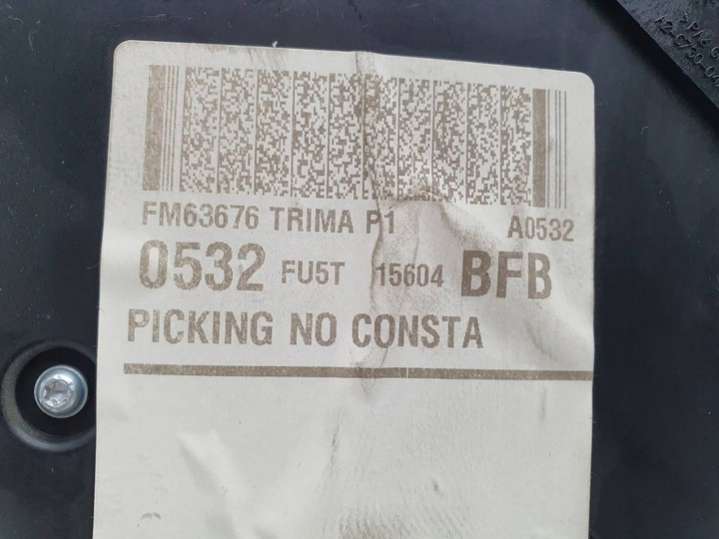 FM63676 TRIMA P1 A0532
0532 FU5T 15604 BFB
PICKING NO CONSTA